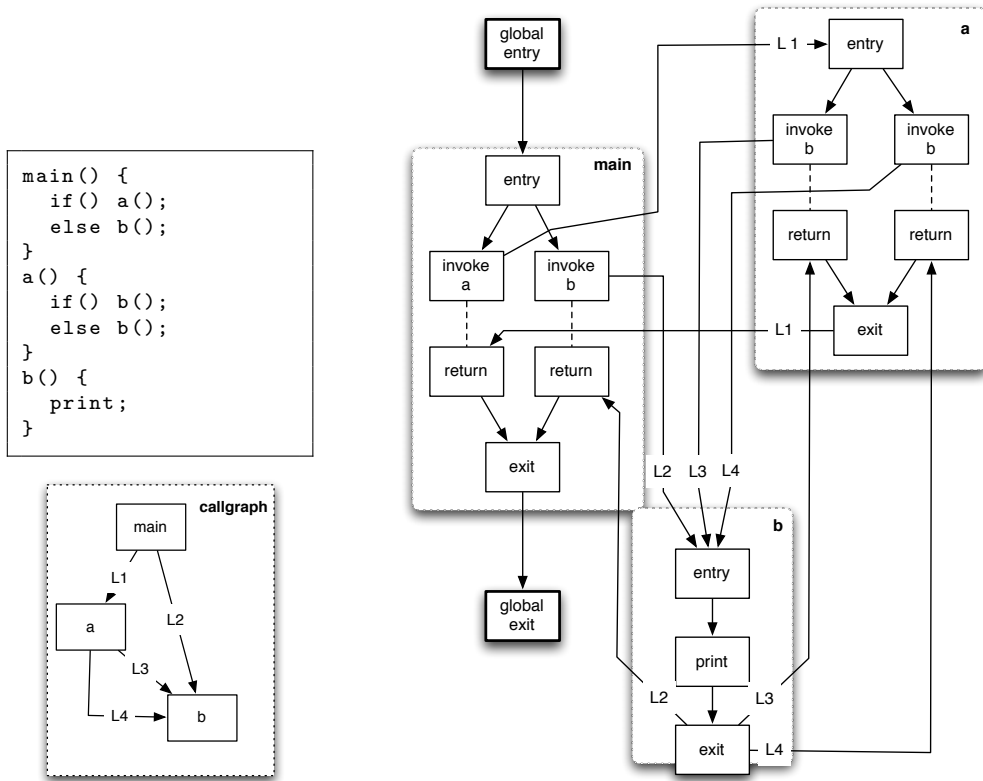 main() {
if() a();
else b();
}
a() {
if() b();
else b();
}
b() {
print;
}
callgraph
main
L1
L2
a
L3
L4
b
global
entry
main
entry
invoke
a
invoke
b
return
return
exit
global
exit
a
L 1
entry
invoke
b
invoke
b
return
return
L1
exit
L2
L3
L4
b
entry
print
L2
L3
exit
L4